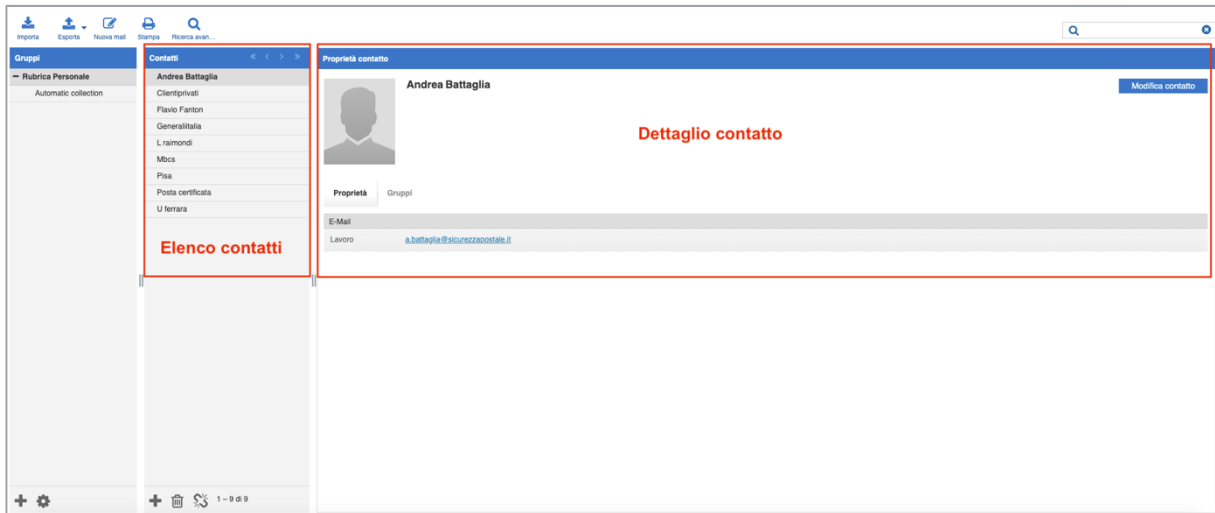 Importa Esporta Nuova mail Stampa Ricerca avan...
Gruppi
Rubrica Personale
Automatic collection
Contatti
Andrea Battaglia
Clientiprivati
Flavio Fanton
Generaliitalia
L raimondi
Mbcs
Pisa
Posta certificata
U ferrara
Elenco contatti
1 – 9 di 9
Proprietà contatto
Andrea Battaglia
Modifica contatto
Dettaglio contatto
Proprietà Gruppi
E-Mail
Lavoro a.battaglia@sicurezzapostale.it